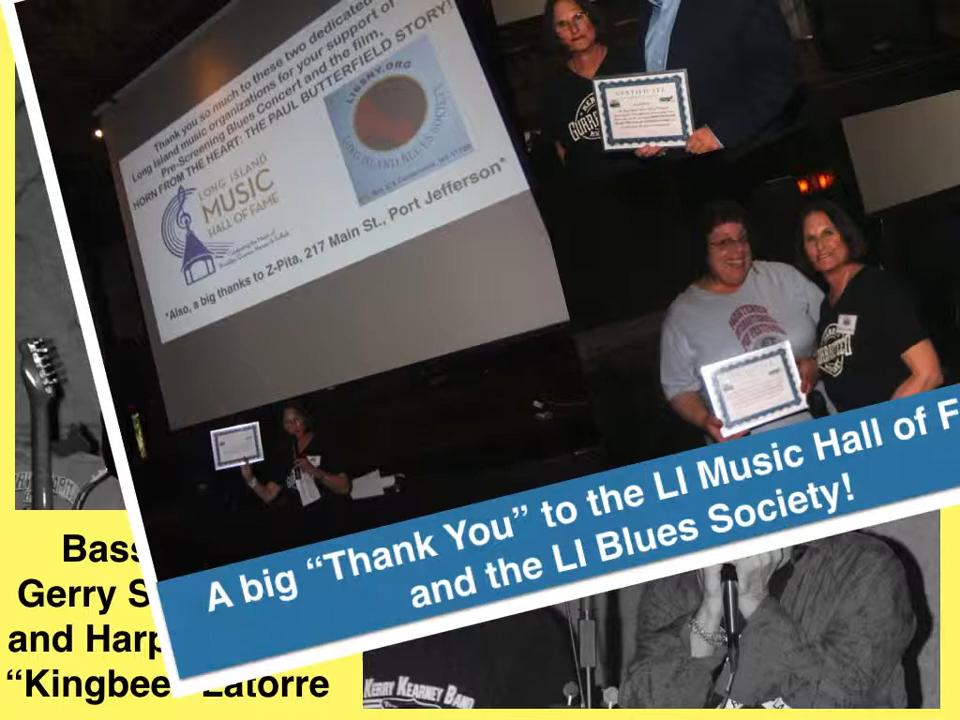 Thank you so much to these two dedicated
Long Island music organizations for your support of
Pre-Screening Blues Concert and the film,
HORN FROM THE HEART: THE PAUL BUTTERFIELD STORY!
LIBSNY.ORG
LONG ISLAND BLUES SOCIETY
LONG ISLAND
MUSIC
HALL OF FAME
*Also, a big thanks to Z-Pita, 217 Main St., Port Jefferson*
CERTIFICATE
A big “Thank You” to the LI Music Hall of F
and the LI Blues Society!
Bass
Gerry S
and Harp
“Kingbee” Latorre
KERRY KEARNEY BAND